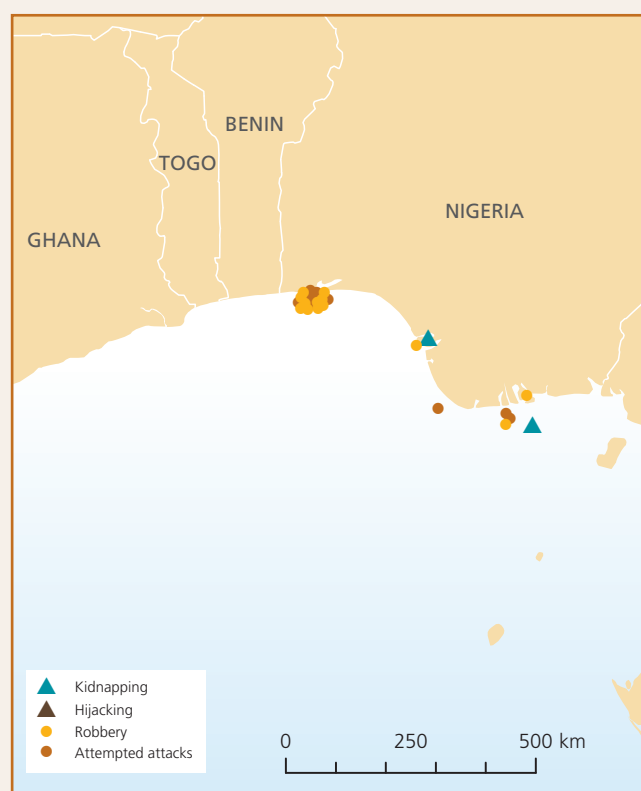 BENIN
TOGO
NIGERIA
GHANA
Kidnapping
Hijacking
Robbery
Attempted attacks
0 250 500 km